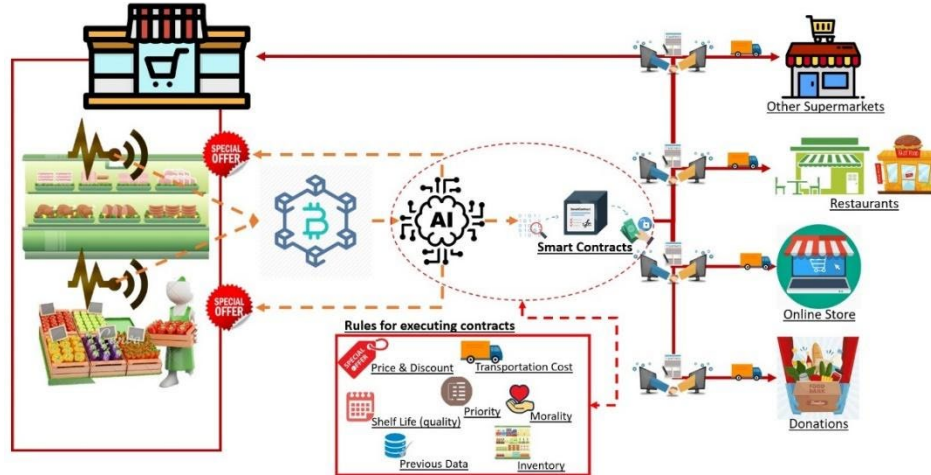 Other Supermarkets
SPECIAL
OFFER
Restaurants
AI
Smart Contracts
SPECIAL
OFFER
Online Store
Rules for executing contracts
SPECIAL
OFFER
Price & Discount
Transportation Cost
Priority
Morality
Shelf Life (quality)
Previous Data
Inventory
Donations